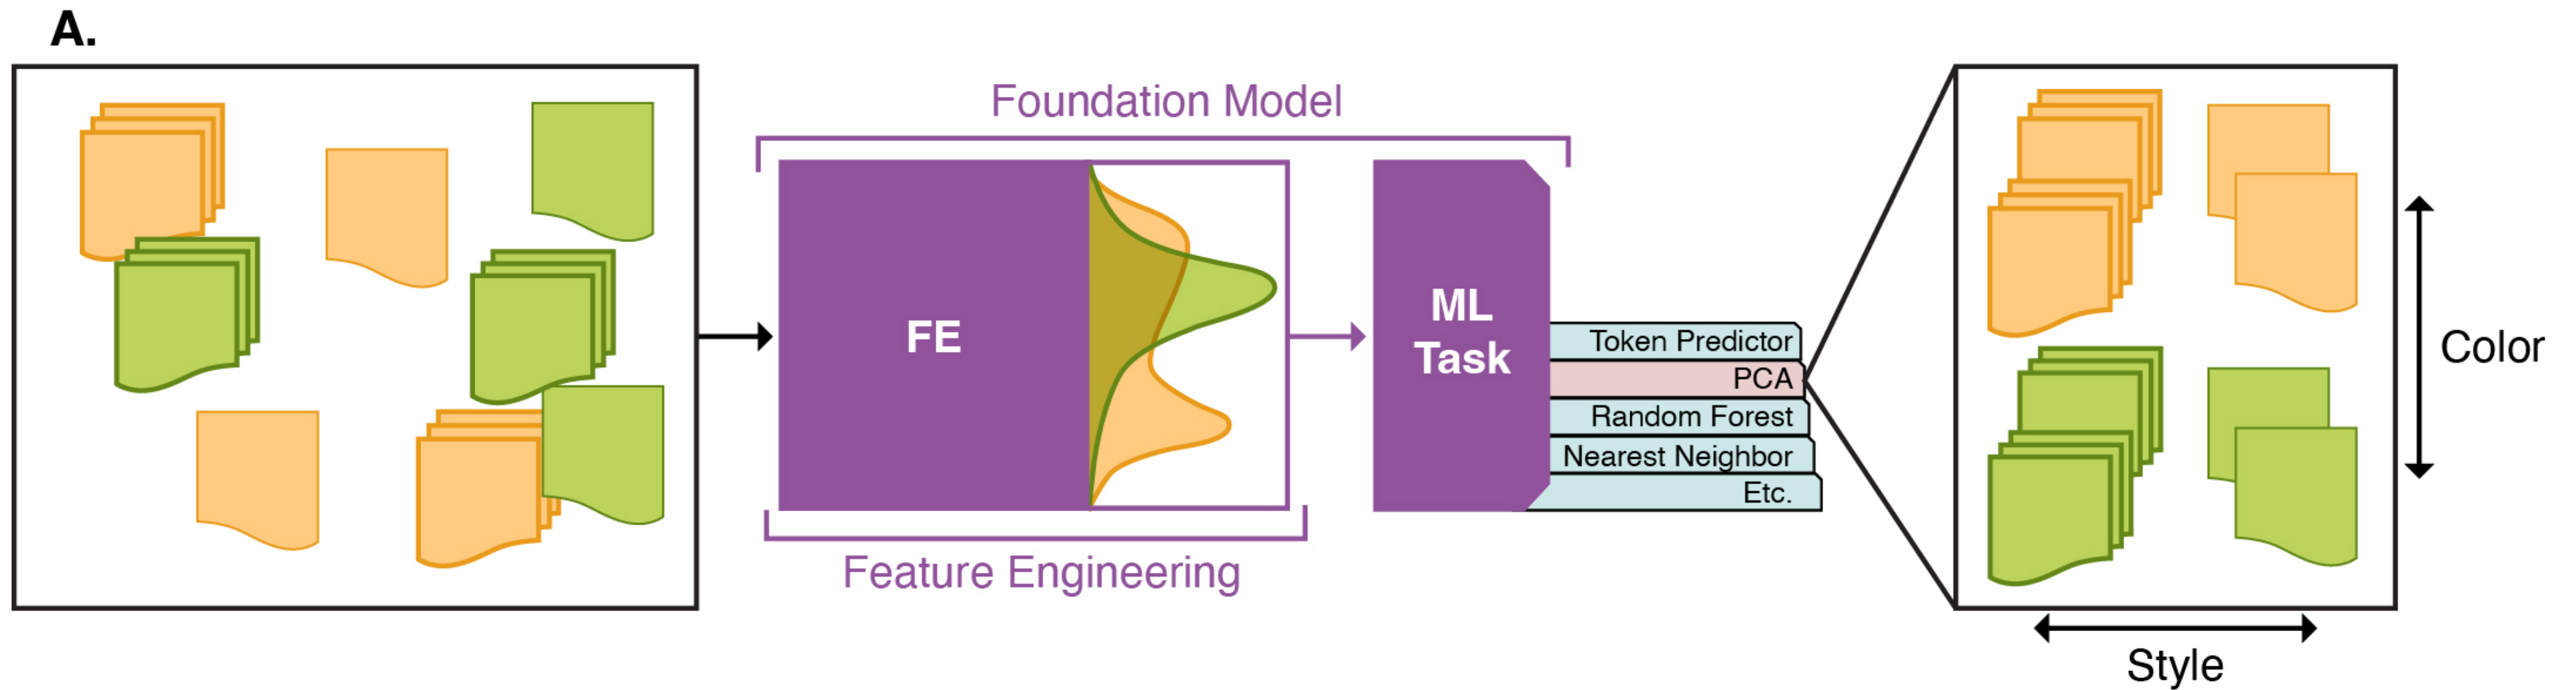 A.
Foundation Model
FE
ML
Task
Token Predictor
PCA
Random Forest
Nearest Neighbor
Etc.
Feature Engineering
Color
Style